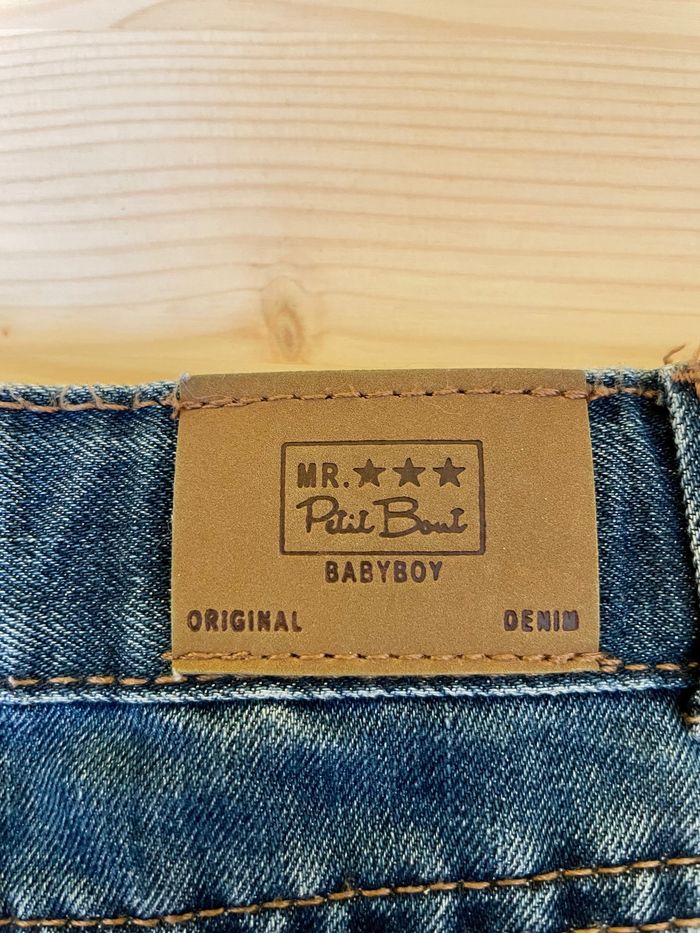 MR.★★★
Petit Bout
BABYBOY
ORIGINAL DENIM